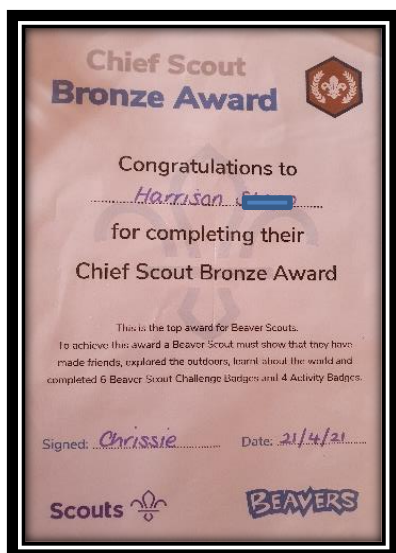 Chief Scout
Bronze Award
Congratulations to
Harrison
for completing their
Chief Scout Bronze Award
This is the top award for Beaver Scouts.
To achieve this award a Beaver Scout must show that they have
made friends, explored the outdoors, learnt about the world and
completed 6 Beaver Scout Challenge Badges and 4 Activity Badges.
Signed: Chrissie Date: 21/4/21
Scouts BEAVERS